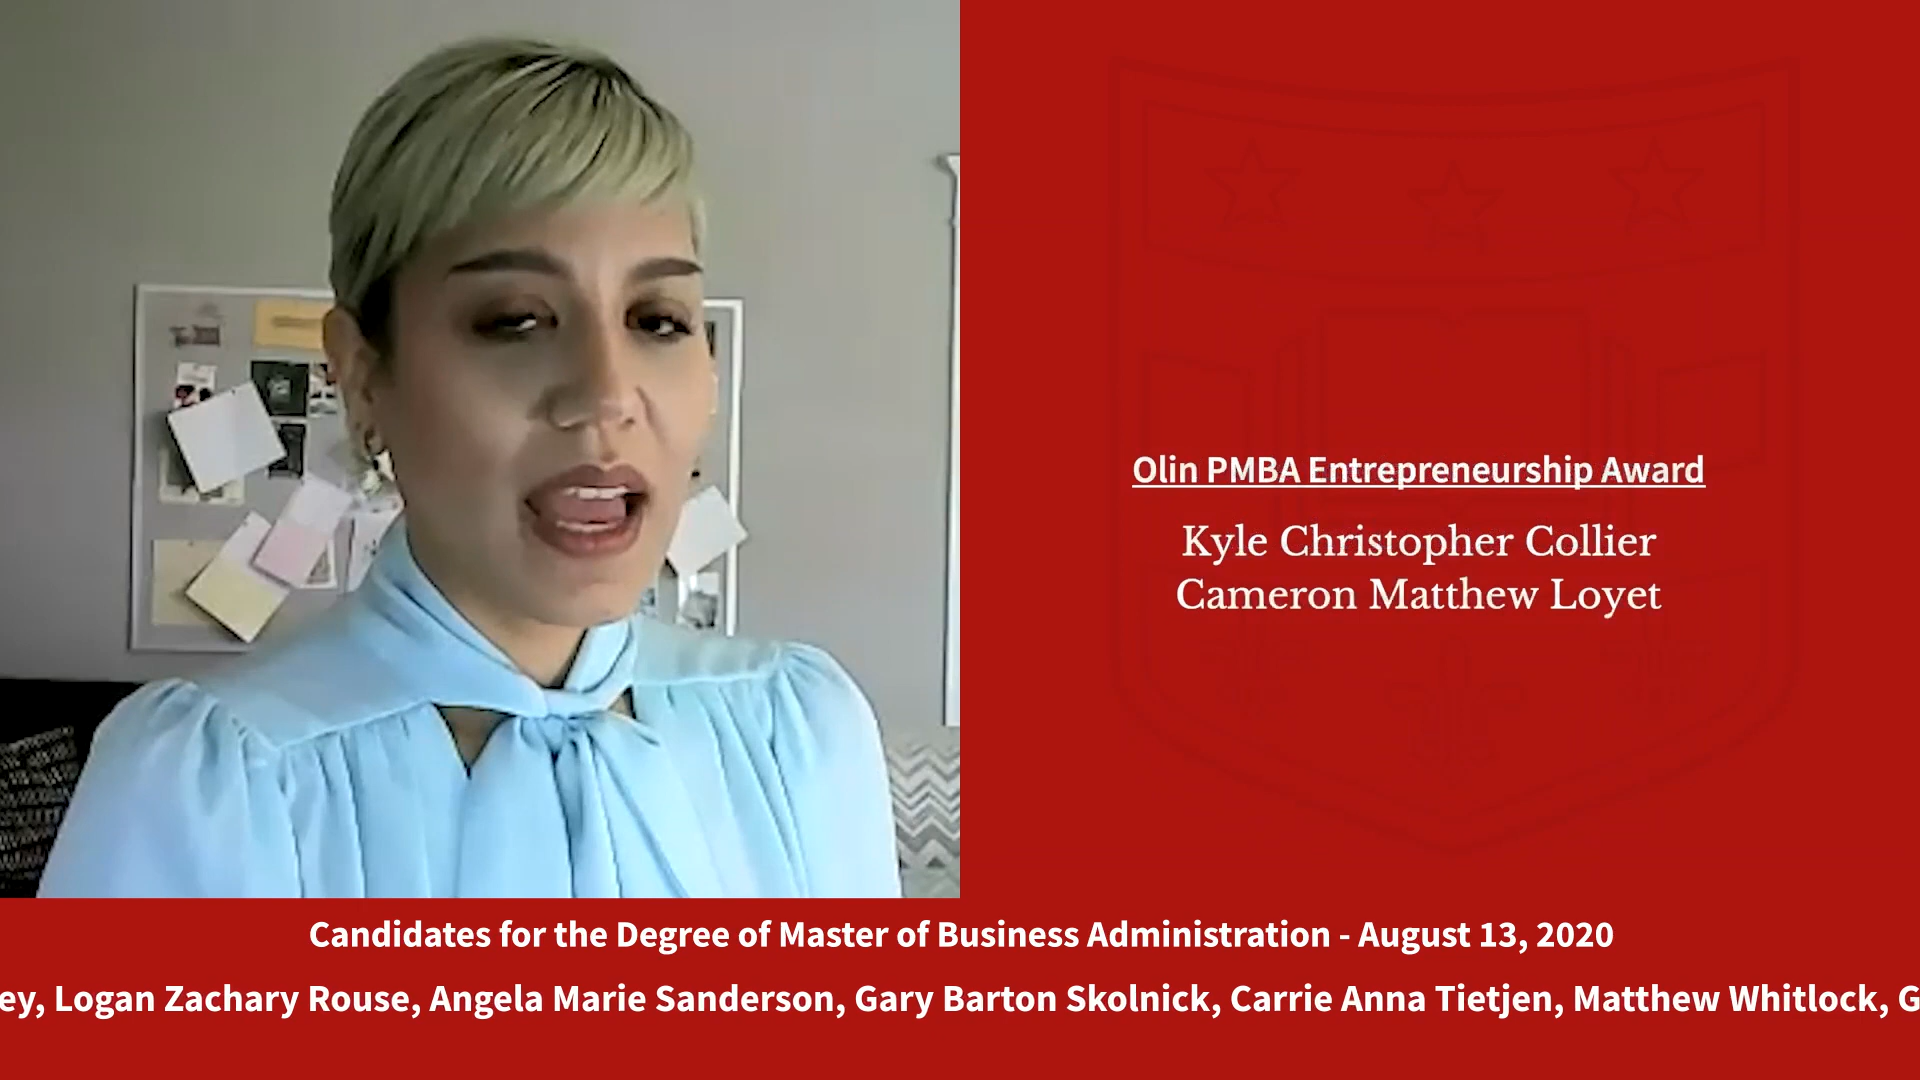 Olin PMBA Entrepreneurship Award
Kyle Christopher Collier
Cameron Matthew Loyet
Candidates for the Degree of Master of Business Administration - August 13, 2020
ey, Logan Zachary Rouse, Angela Marie Sanderson, Gary Barton Skolnick, Carrie Anna Tietjen, Matthew Whitlock, G